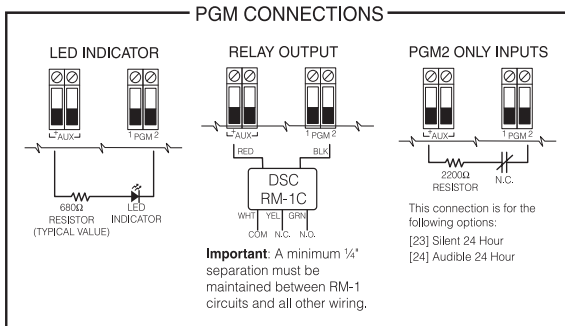 PGM CONNECTIONS
LED INDICATOR
+AUX-
1 PGM 2
680Ω
RESISTOR
(TYPICAL VALUE)
LED
INDICATOR
RELAY OUTPUT
+AUX-
1 PGM 2
RED
BLK
DSC
RM-1C
WHT YEL GRN
COM N.C. N.O.
Important: A minimum ¼"
separation must be
maintained between RM-1
circuits and all other wiring.
PGM2 ONLY INPUTS
+AUX-
1 PGM 2
2200Ω
RESISTOR
N.C.
This connection is for the
following options:
[23] Silent 24 Hour
[24] Audible 24 Hour